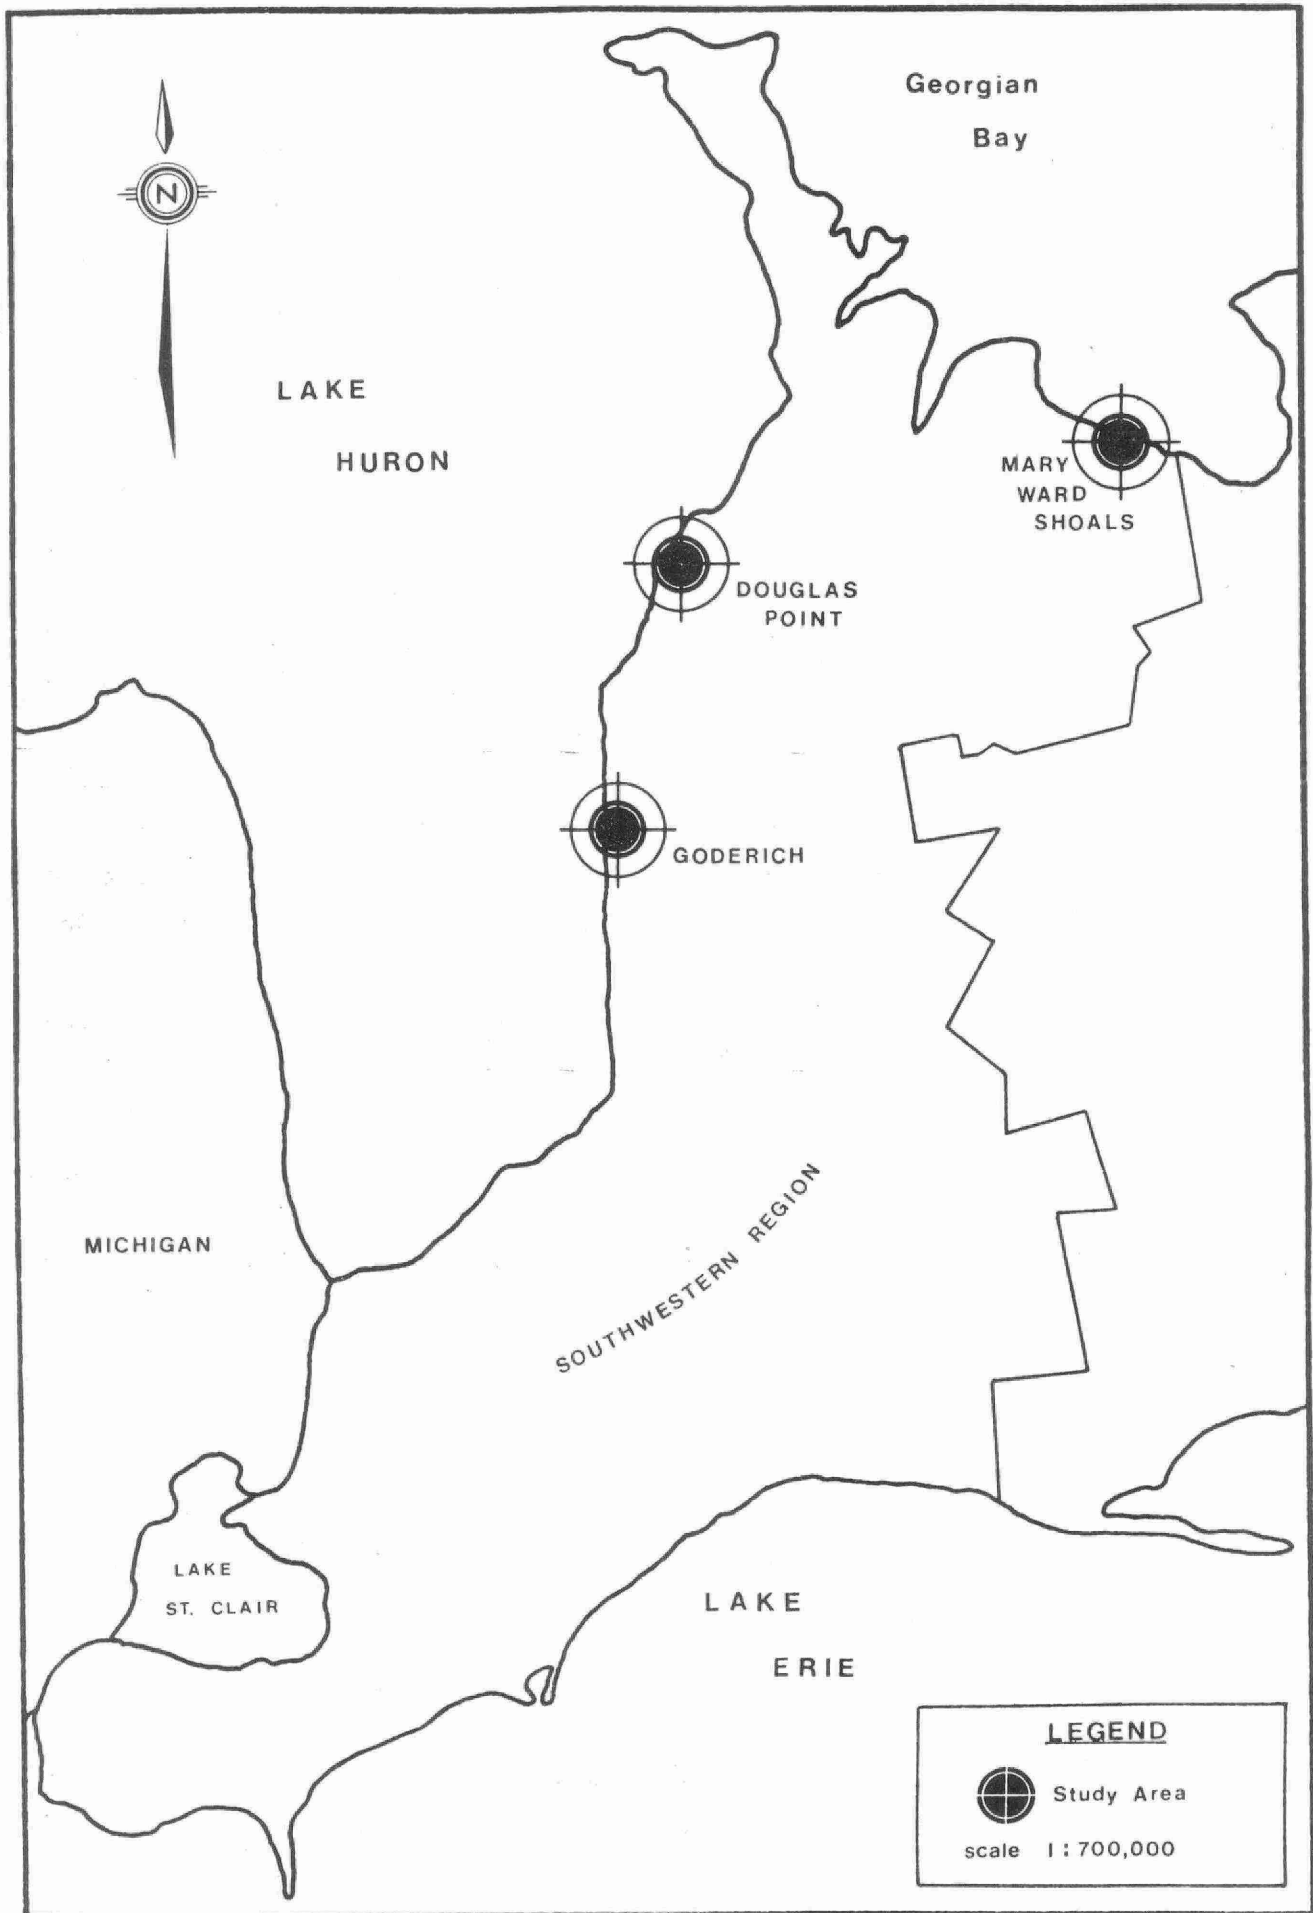 Georgian
Bay
N
LAKE
HURON
MARY
WARD
SHOALS
DOUGLAS
POINT
GODERICH
SOUTHWESTERN REGION
MICHIGAN
LAKE
ST. CLAIR
LAKE
ERIE
LEGEND
Study Area
scale 1:700,000